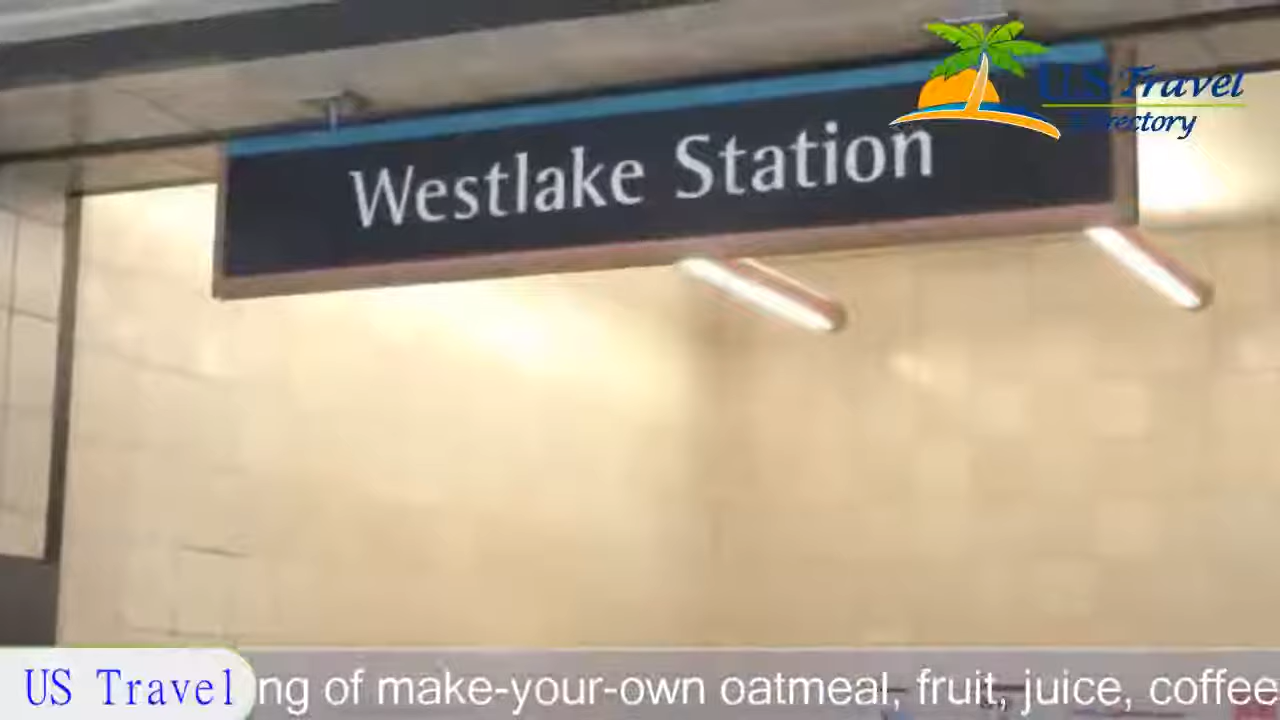 US Travel
Directory
Westlake Station
US Travel
ng of make-your-own oatmeal, fruit, juice, coffee